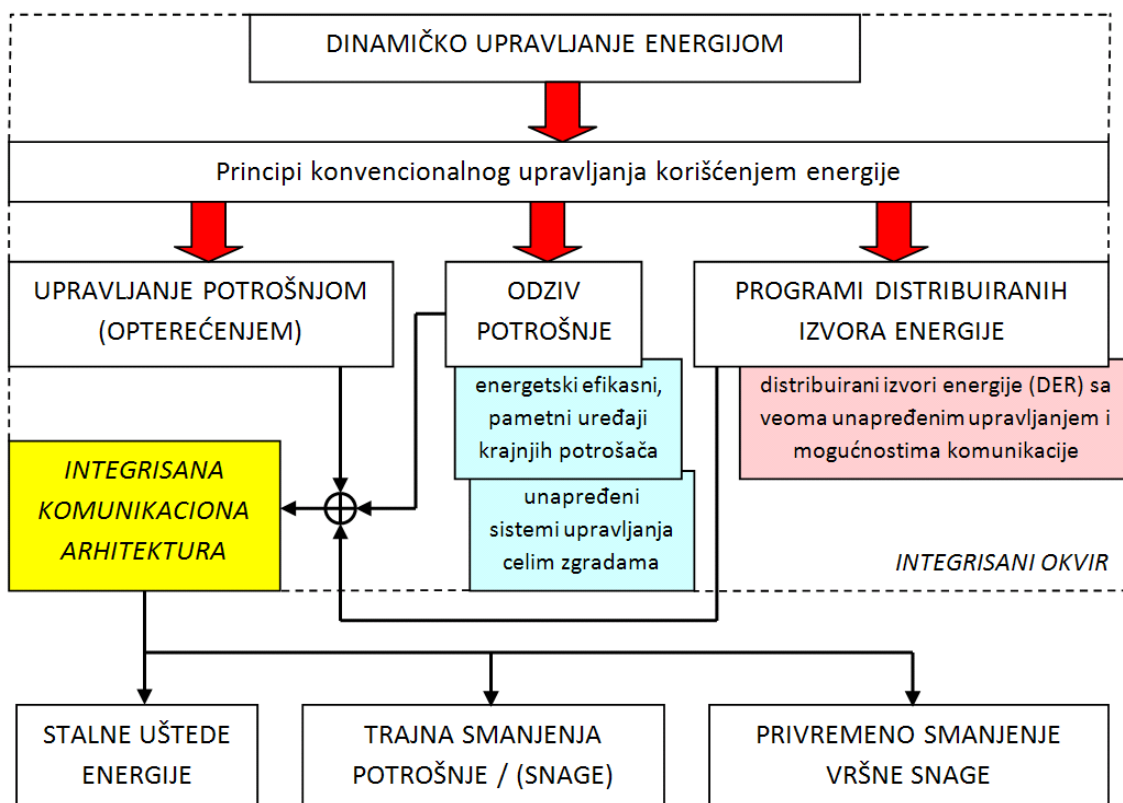 DINAMIČKO UPRAVLJANJE ENERGIJOM
Principi konvencionalnog upravljanja korišćenjem energije
UPRAVLJANJE POTROŠNJOM
(OPTEREĆENJEM)
ODZIV
POTROŠNJE
PROGRAMI DISTRIBUIRANIH
IZVORA ENERGIJE
energetski efikasni,
pametni uređaji
krajnjih potrošača
distribuirani izvori energije (DER) sa
veoma unapređenim upravljanjem i
mogućnostima komunikacije
INTEGRISANA
KOMUNIKACIONA
ARHITEKTURA
unapređeni
sistemi upravljanja
celim zgradama
INTEGRISANI OKVIR
STALNE UŠTEDE
ENERGIJE
TRAJNA SMANJENJA
POTROŠNJE / (SNAGE)
PRIVREMENO SMANJENJE
VRŠNE SNAGE